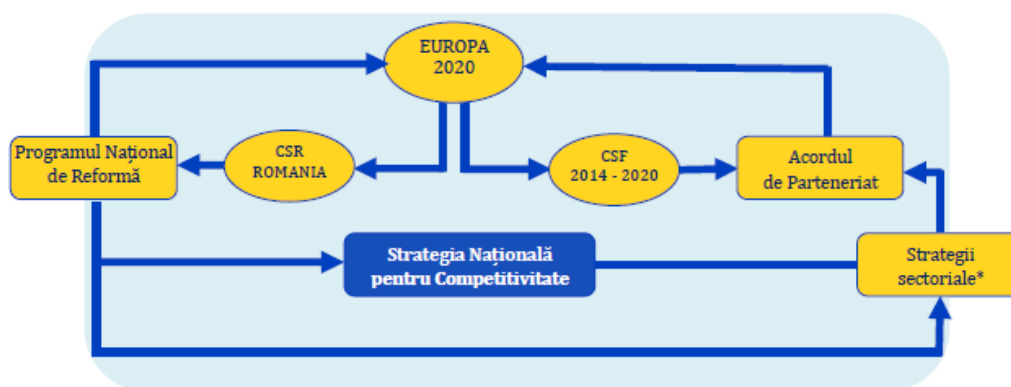 EUROPA
2020
Programul Național
de Reformă
CSR
ROMANIA
CSF
2014 - 2020
Acordul
de Parteneriat
Strategia Națională
pentru Competitivitate
Strategii
sectoriale*